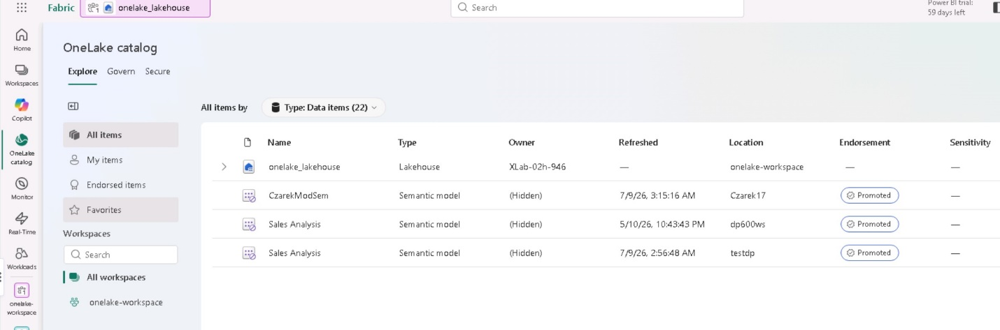 Fabric onelake_lakehouse Search Power BI trial:
59 days left
Home
Workspaces
Copilot
OneLake catalog
Monitor
Real-Time
Workloads
onelake-workspace
OneLake catalog
Explore Govern Secure
All items
My items
Endorsed items
Favorites
Workspaces
Search
All workspaces
onelake-workspace
All items by Type: Data items (22)
Name Type Owner Refreshed Location Endorsement Sensitivity
onelake_lakehouse Lakehouse XLab-02h-946 — onelake-workspace — —
CzarekModSem Semantic model (Hidden) 7/9/26, 3:15:16 AM Czarek17 Promoted —
Sales Analysis Semantic model (Hidden) 5/10/26, 10:43:43 PM dp600ws Promoted —
Sales Analysis Semantic model (Hidden) 7/9/26, 2:56:48 AM testdp Promoted —